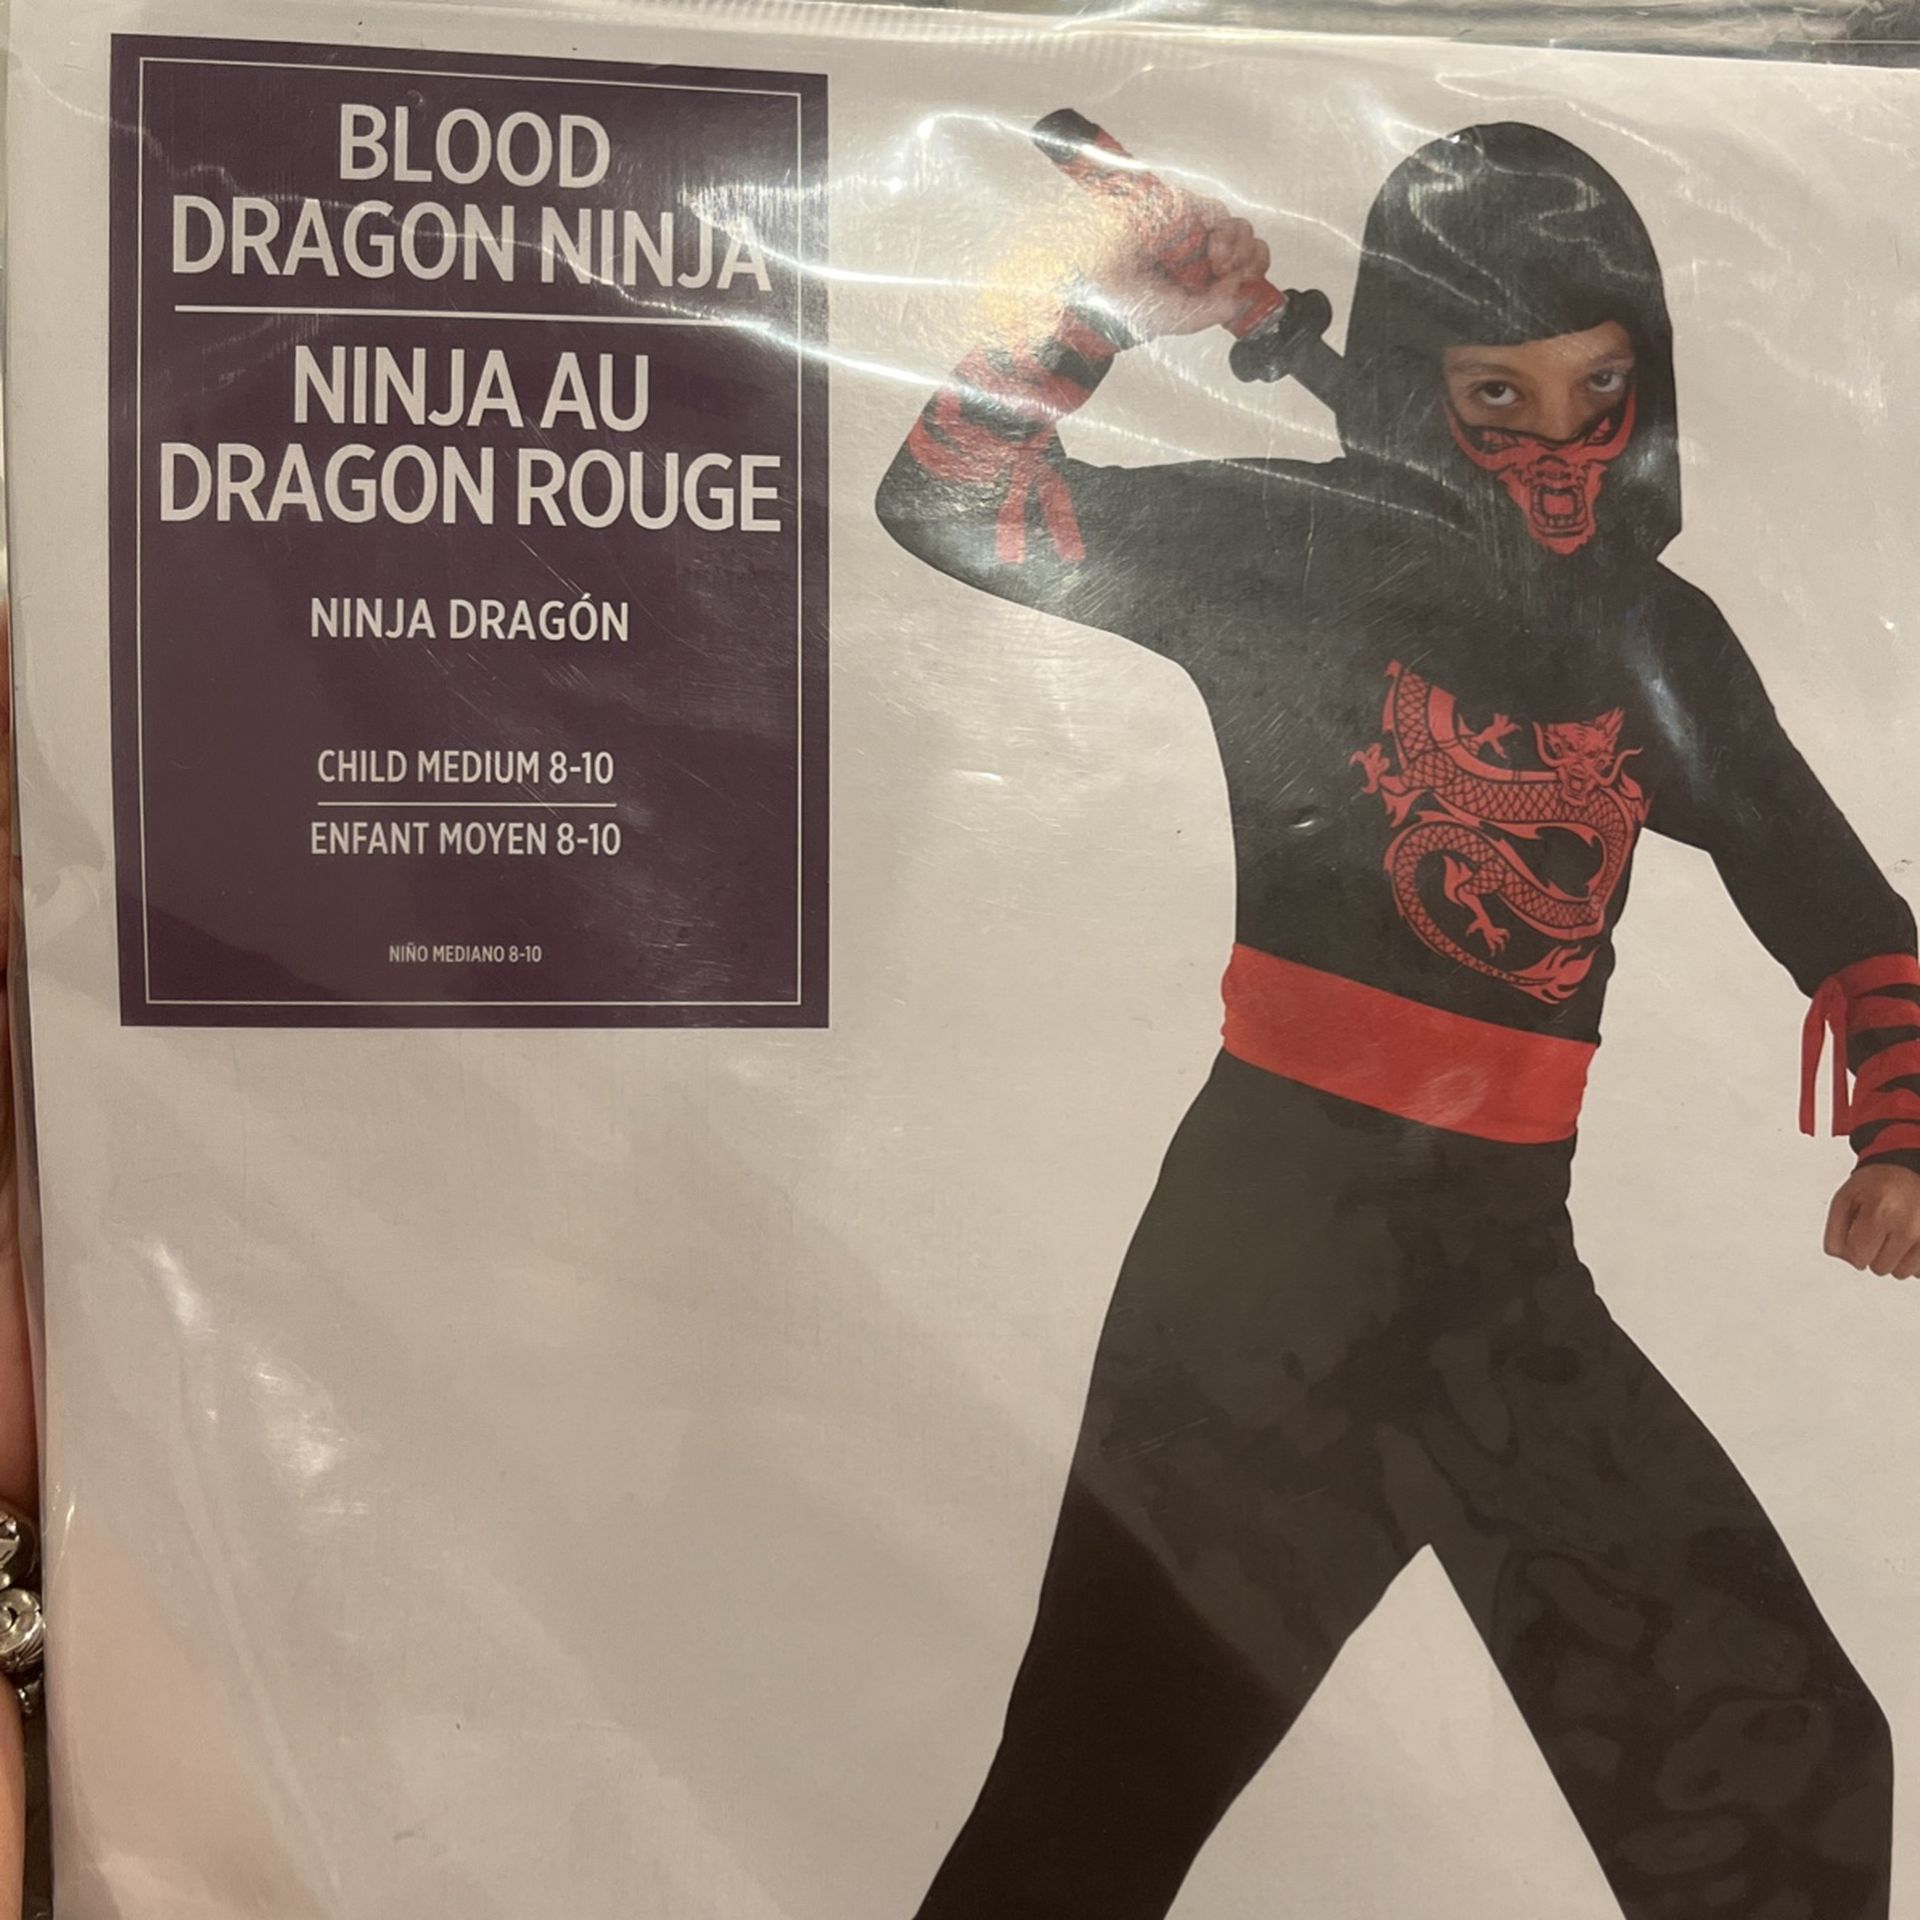 BLOOD
DRAGON NINJA
NINJA AU
DRAGON ROUGE
NINJA DRAGÓN
CHILD MEDIUM 8-10
ENFANT MOYEN 8-10
NIÑO MEDIANO 8-10